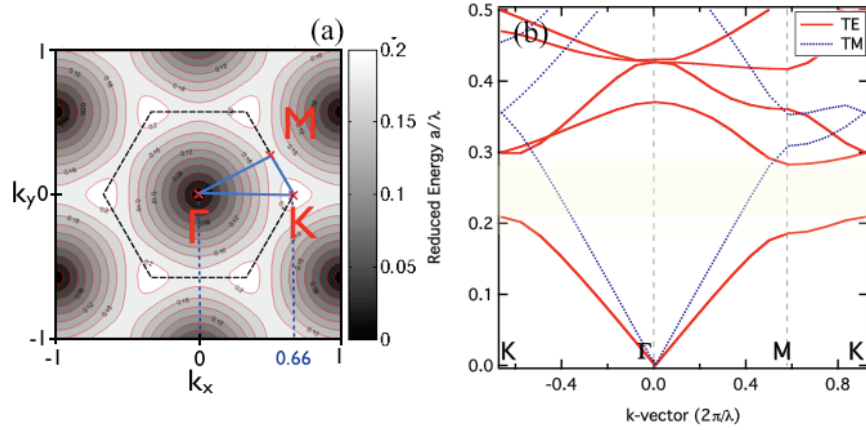 (a)
1
k_y 0
-1
-1
0
0.66
1
k_x
M
Γ
K
0.2
0.15
0.1
0.05
0
(b)
TE
TM
Reduced Energy a/λ
0.5
0.4
0.3
0.2
0.1
0.0
K
Γ
M
K
-0.4
0.0
0.4
0.8
k-vector (2π/λ)